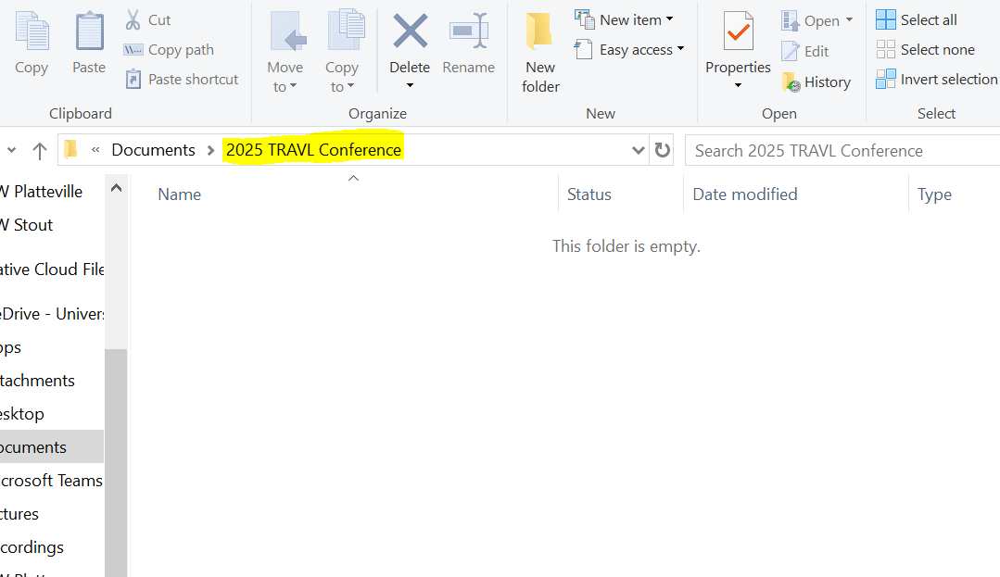 Copy
Paste
Cut
Copy path
Paste shortcut
Clipboard
Move to
Copy to
Delete
Rename
Organize
New folder
New item
Easy access
New
Properties
Open
Edit
History
Open
Select all
Select none
Invert selection
Select
« Documents > 2025 TRAVL Conference
Search 2025 TRAVL Conference
W Platteville
W Stout
ative Cloud File
eDrive - Univers
pps
tachments
esktop
ocuments
crosoft Teams
ctures
cordings
Name
Status
Date modified
Type
This folder is empty.